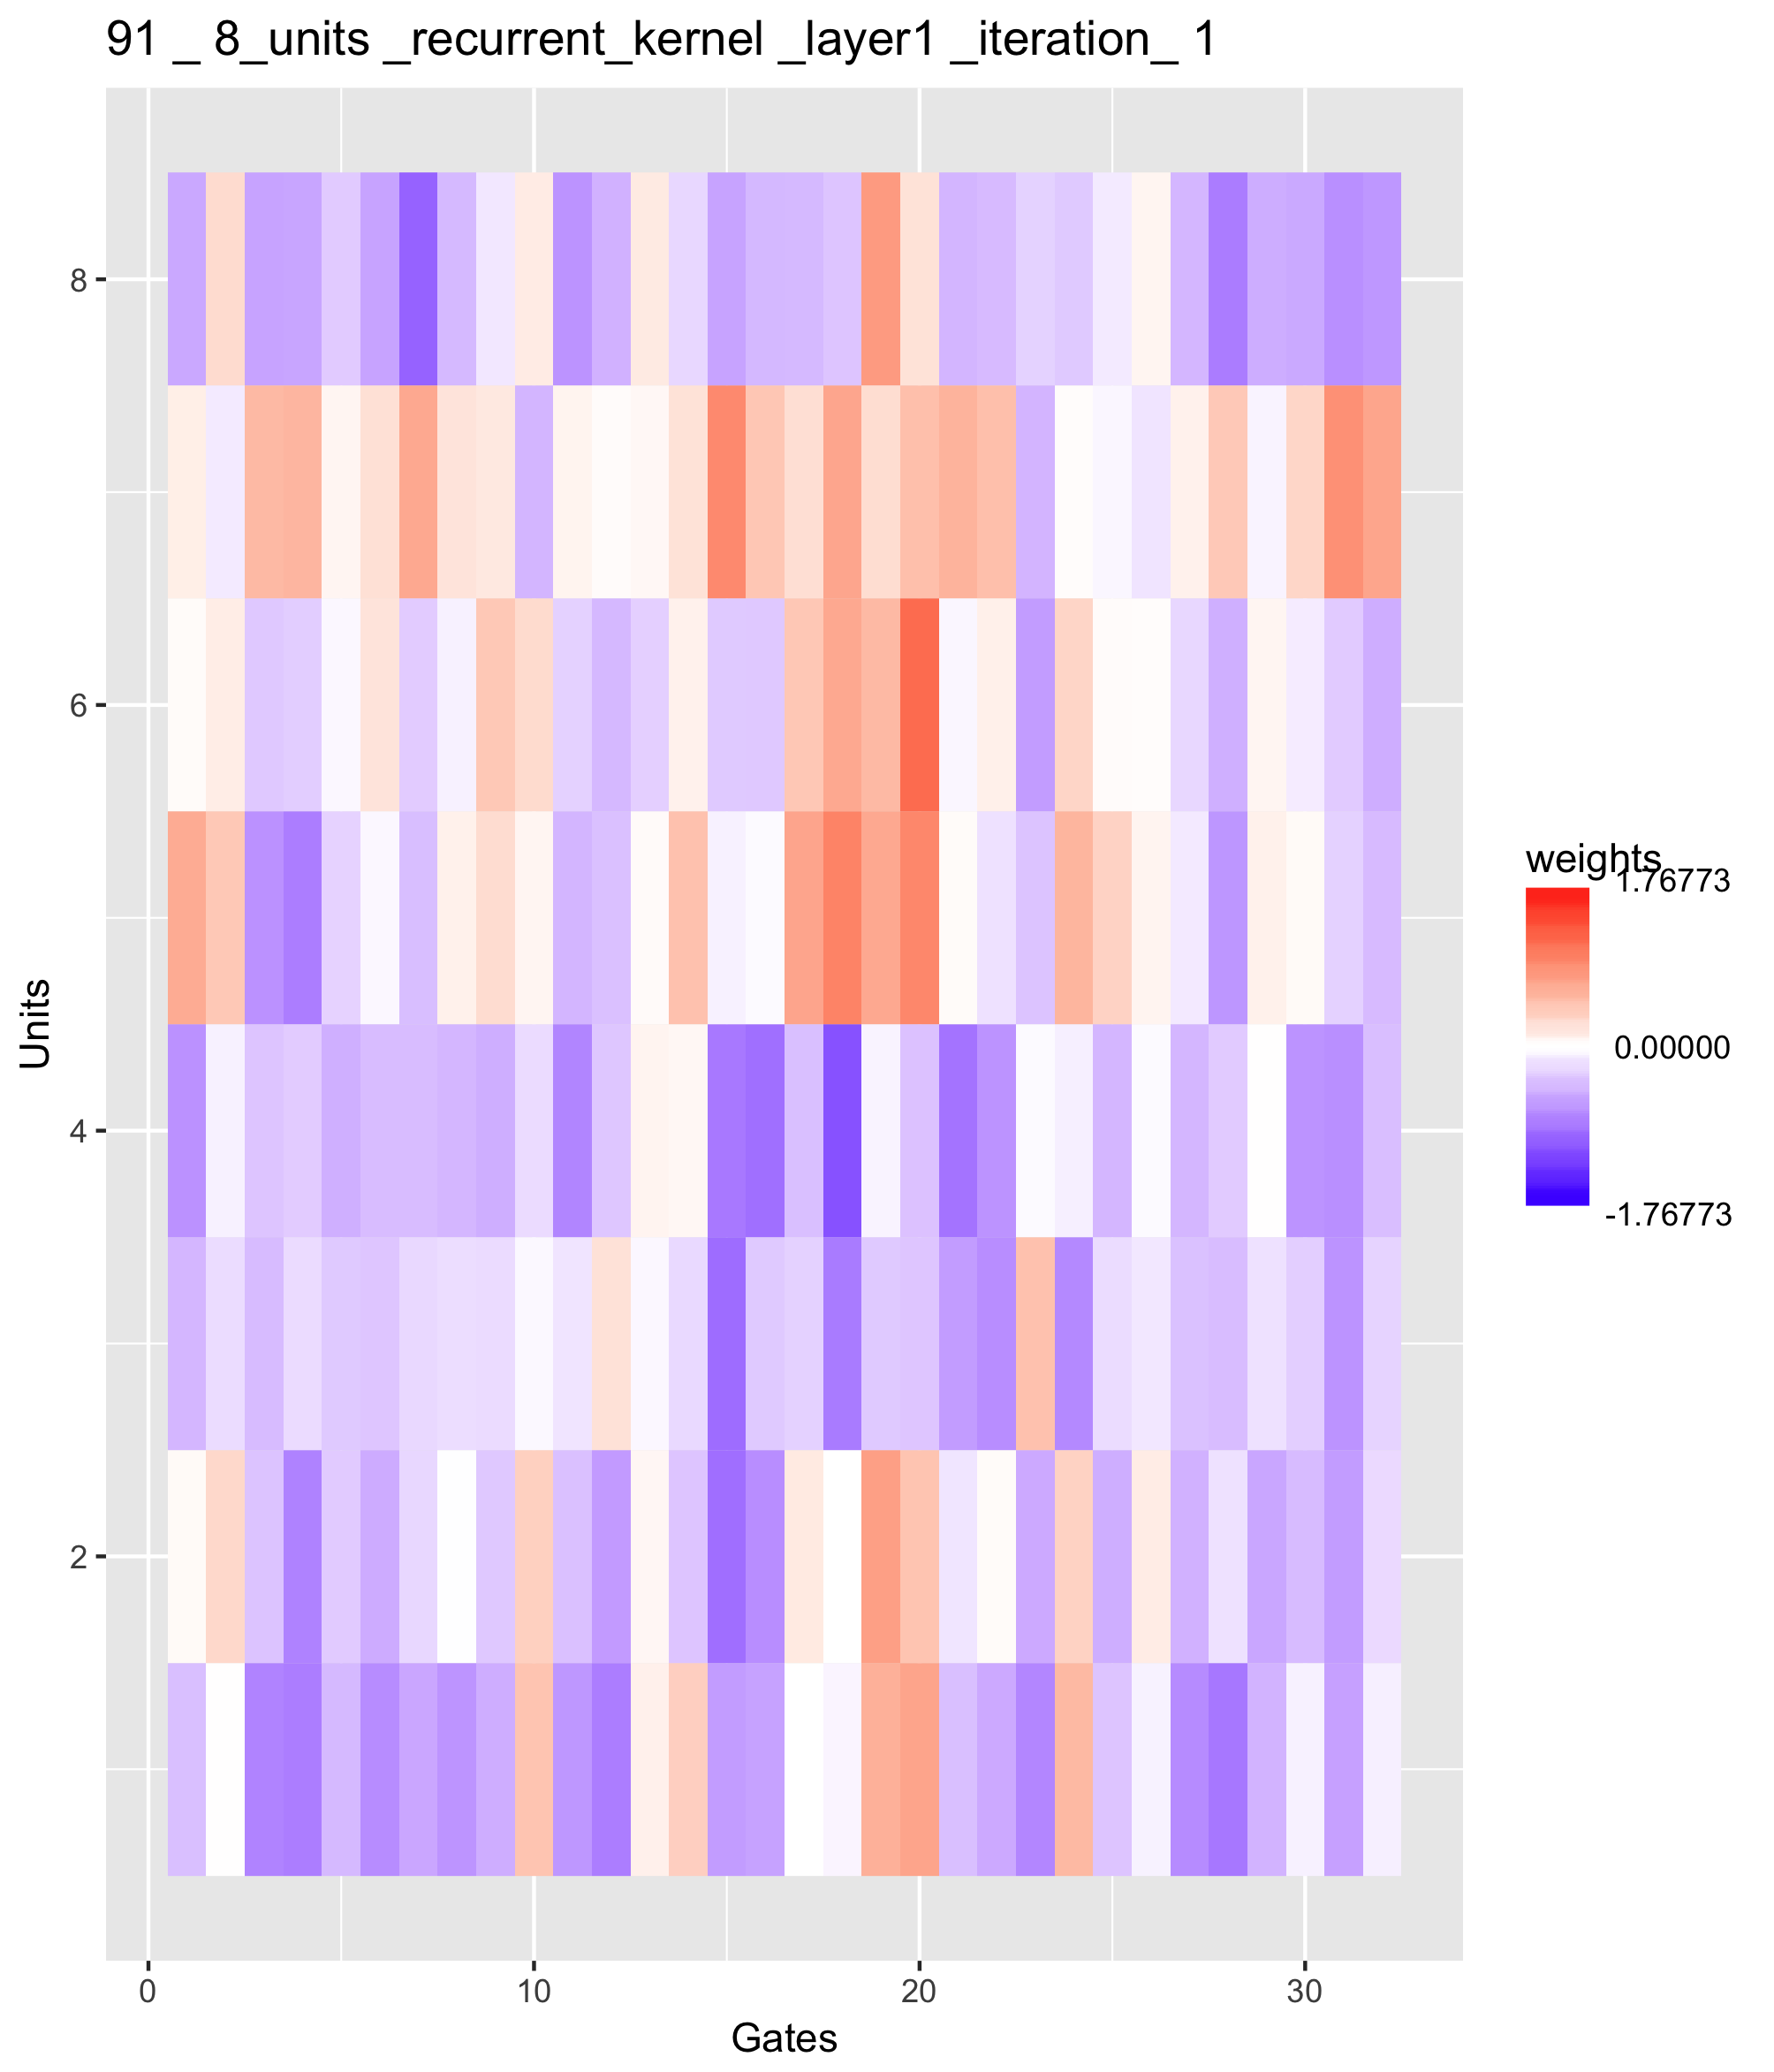 91 _ 8_units _recurrent_kernel _layer1 _iteration_ 1
8
6
4
2
Units
0 10 20 30
Gates
weights
1.76773
0.00000
-1.76773